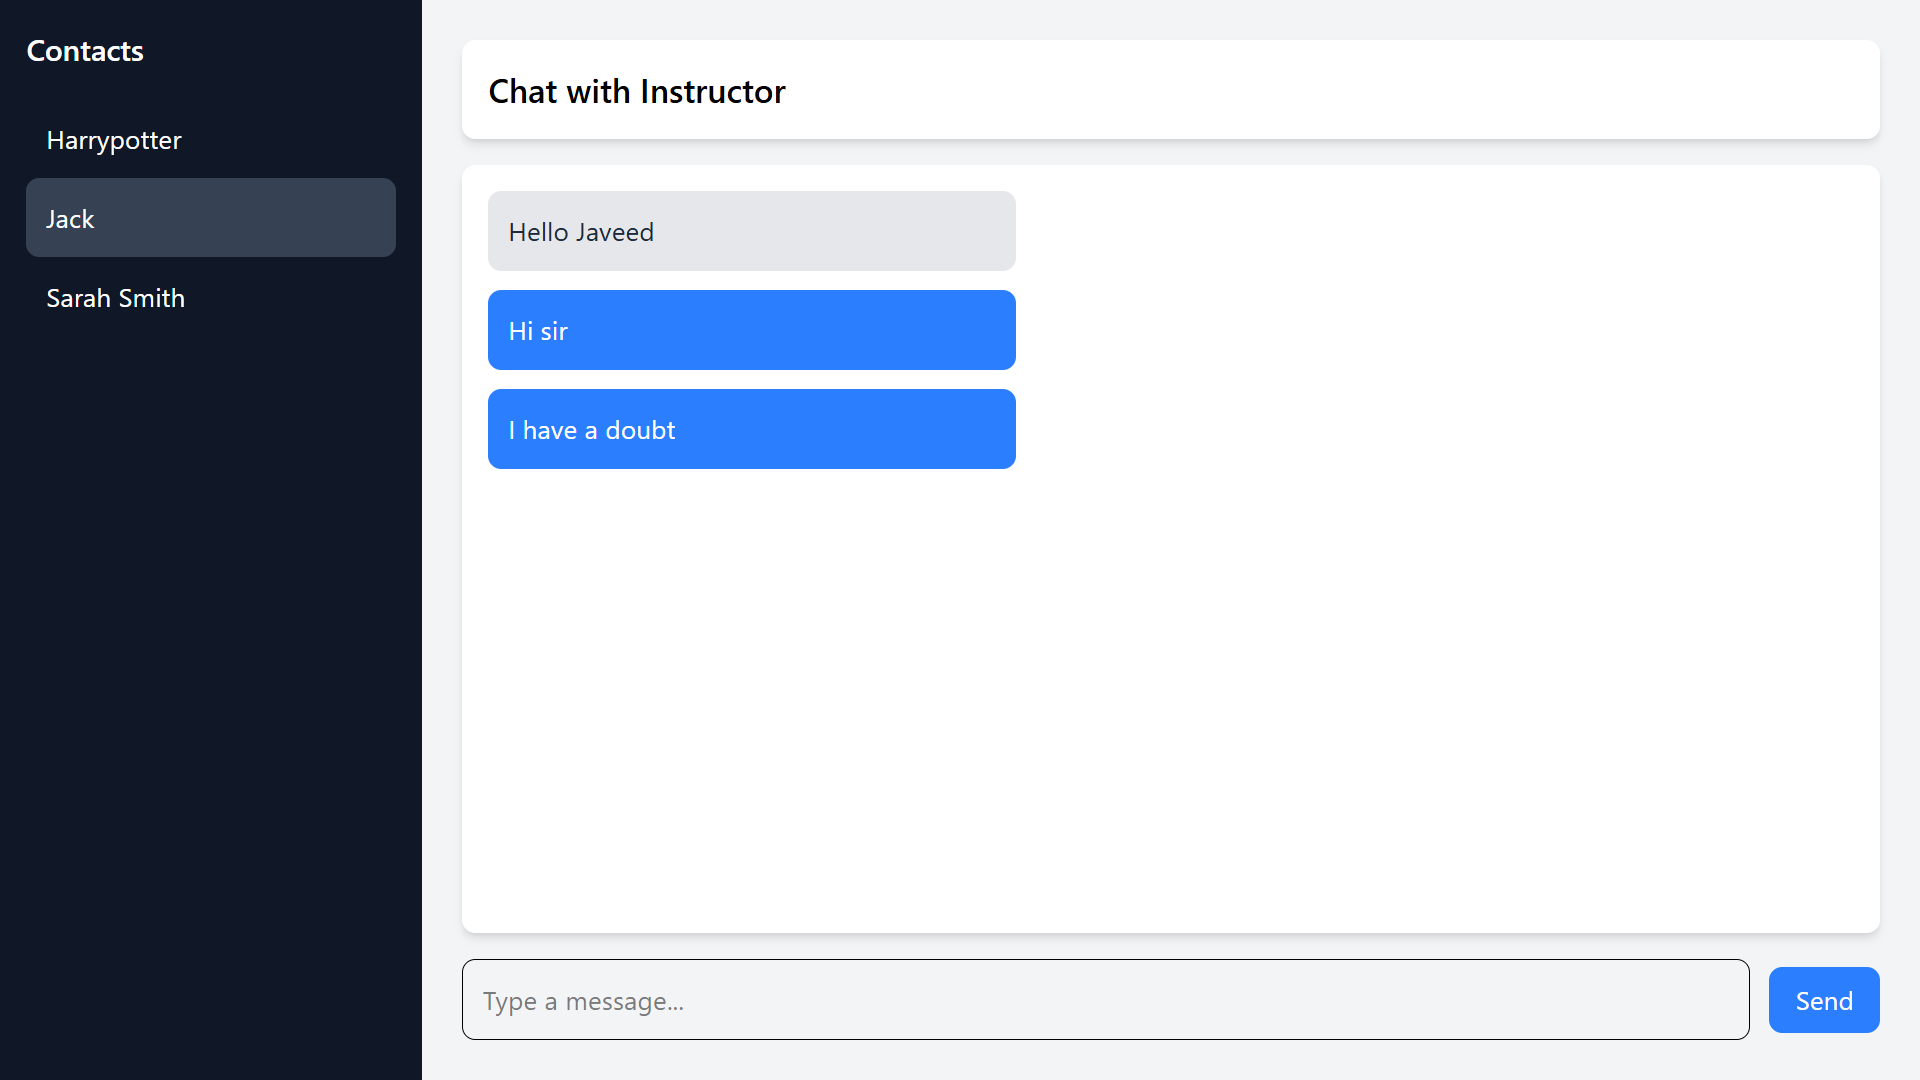 Contacts
Harrypotter
Jack
Sarah Smith
Chat with Instructor
Hello Javeed
Hi sir
I have a doubt
Type a message...
Send